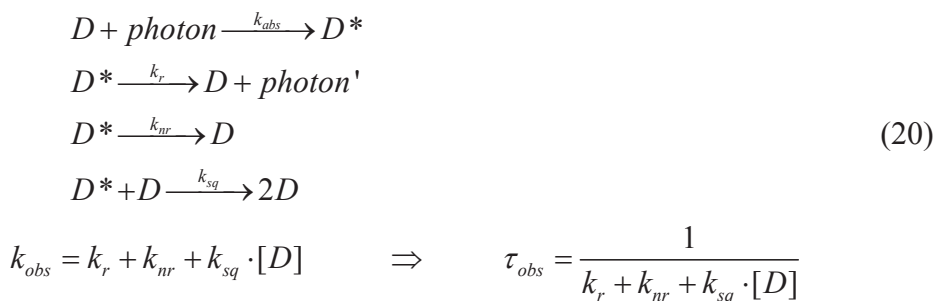 D + photon —k_abs→ D*
D* —k_r→ D + photon'
D* —k_nr→ D
(20)
D* + D —k_sq→ 2D
k_obs = k_r + k_nr + k_sq · [D] ⇒ τ_obs = 1 / (k_r + k_nr + k_sq · [D])